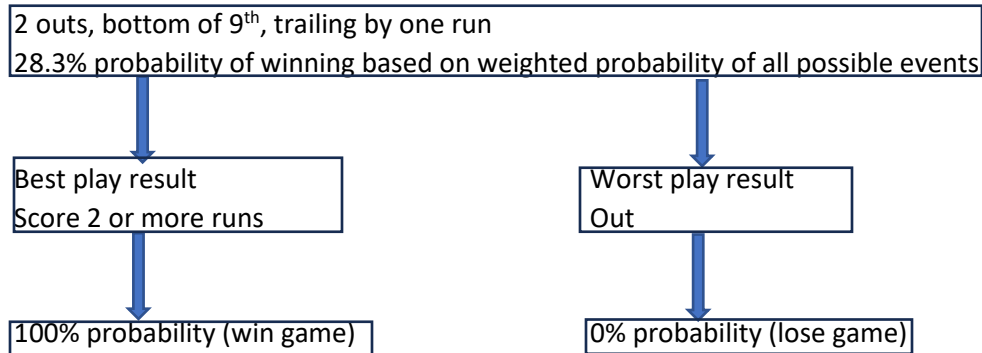 2 outs, bottom of 9th, trailing by one run
28.3% probability of winning based on weighted probability of all possible events
Best play result
Score 2 or more runs
Worst play result
Out
100% probability (win game)
0% probability (lose game)